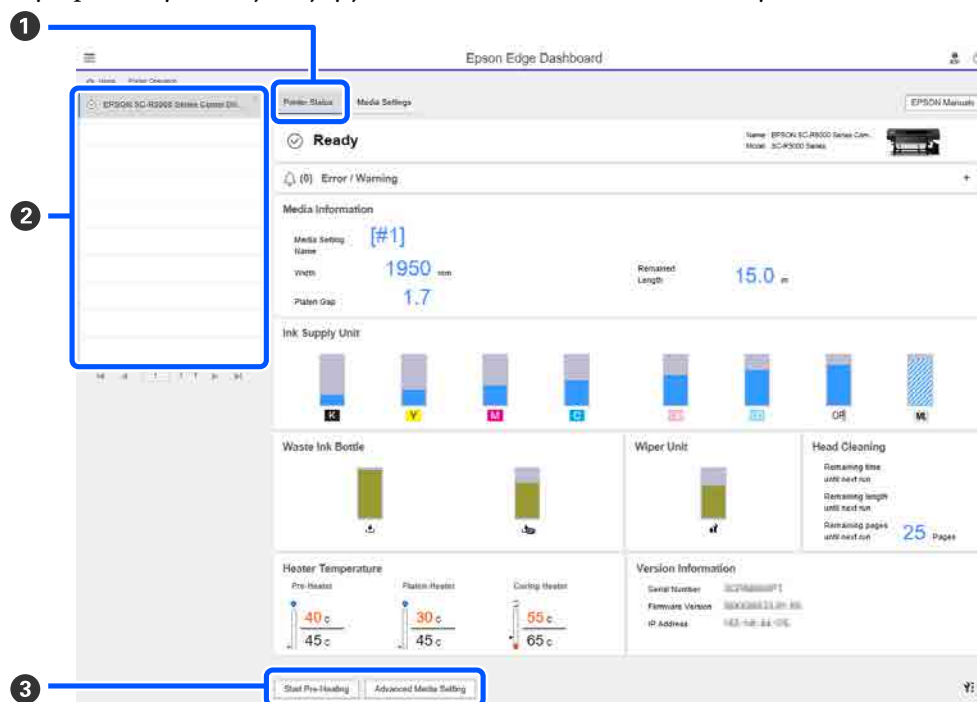 1
Epson Edge Dashboard
Home Printer Operation
EPSON SC-R5000 Series Comm Dri...
Printer Status Media Settings
EPSON Manuals
Ready
Name EPSON SC-R5000 Series Com...
Model SC-R5000 Series
(0) Error / Warning +
2
Media Information
Media Setting Name [#1]
Width 1950 mm
Remained Length 15.0 m
Platen Gap 1.7
Ink Supply Unit
K Y M C OR ML
Waste Ink Bottle
Wiper Unit
Head Cleaning
Remaining time
until next run
Remaining length
until next run
Remaining pages
until next run 25 Pages
Heater Temperature
Pre-Heater Platen Heater Curing Heater
40 c 30 c 55 c
45 c 45 c 65 c
Version Information
Serial Number
Firmware Version
IP Address
3
Start Pre-Heating Advanced Media Setting